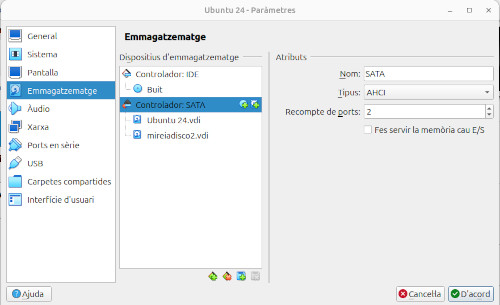 Ubuntu 24 - Paràmetres
General
Sistema
Pantalla
Emmagatzematge
Àudio
Xarxa
Ports en sèrie
USB
Carpetes compartides
Interfície d'usuari
Emmagatzematge
Dispositius d'emmagatzematge
Controlador: IDE
Buit
Controlador: SATA
Ubuntu 24.vdi
mireiadisco2.vdi
Atributs
Nom: SATA
Tipus: AHCI
Recompte de ports: 2
Fes servir la memòria cau E/S
Ajuda
Cancel·la
D'acord